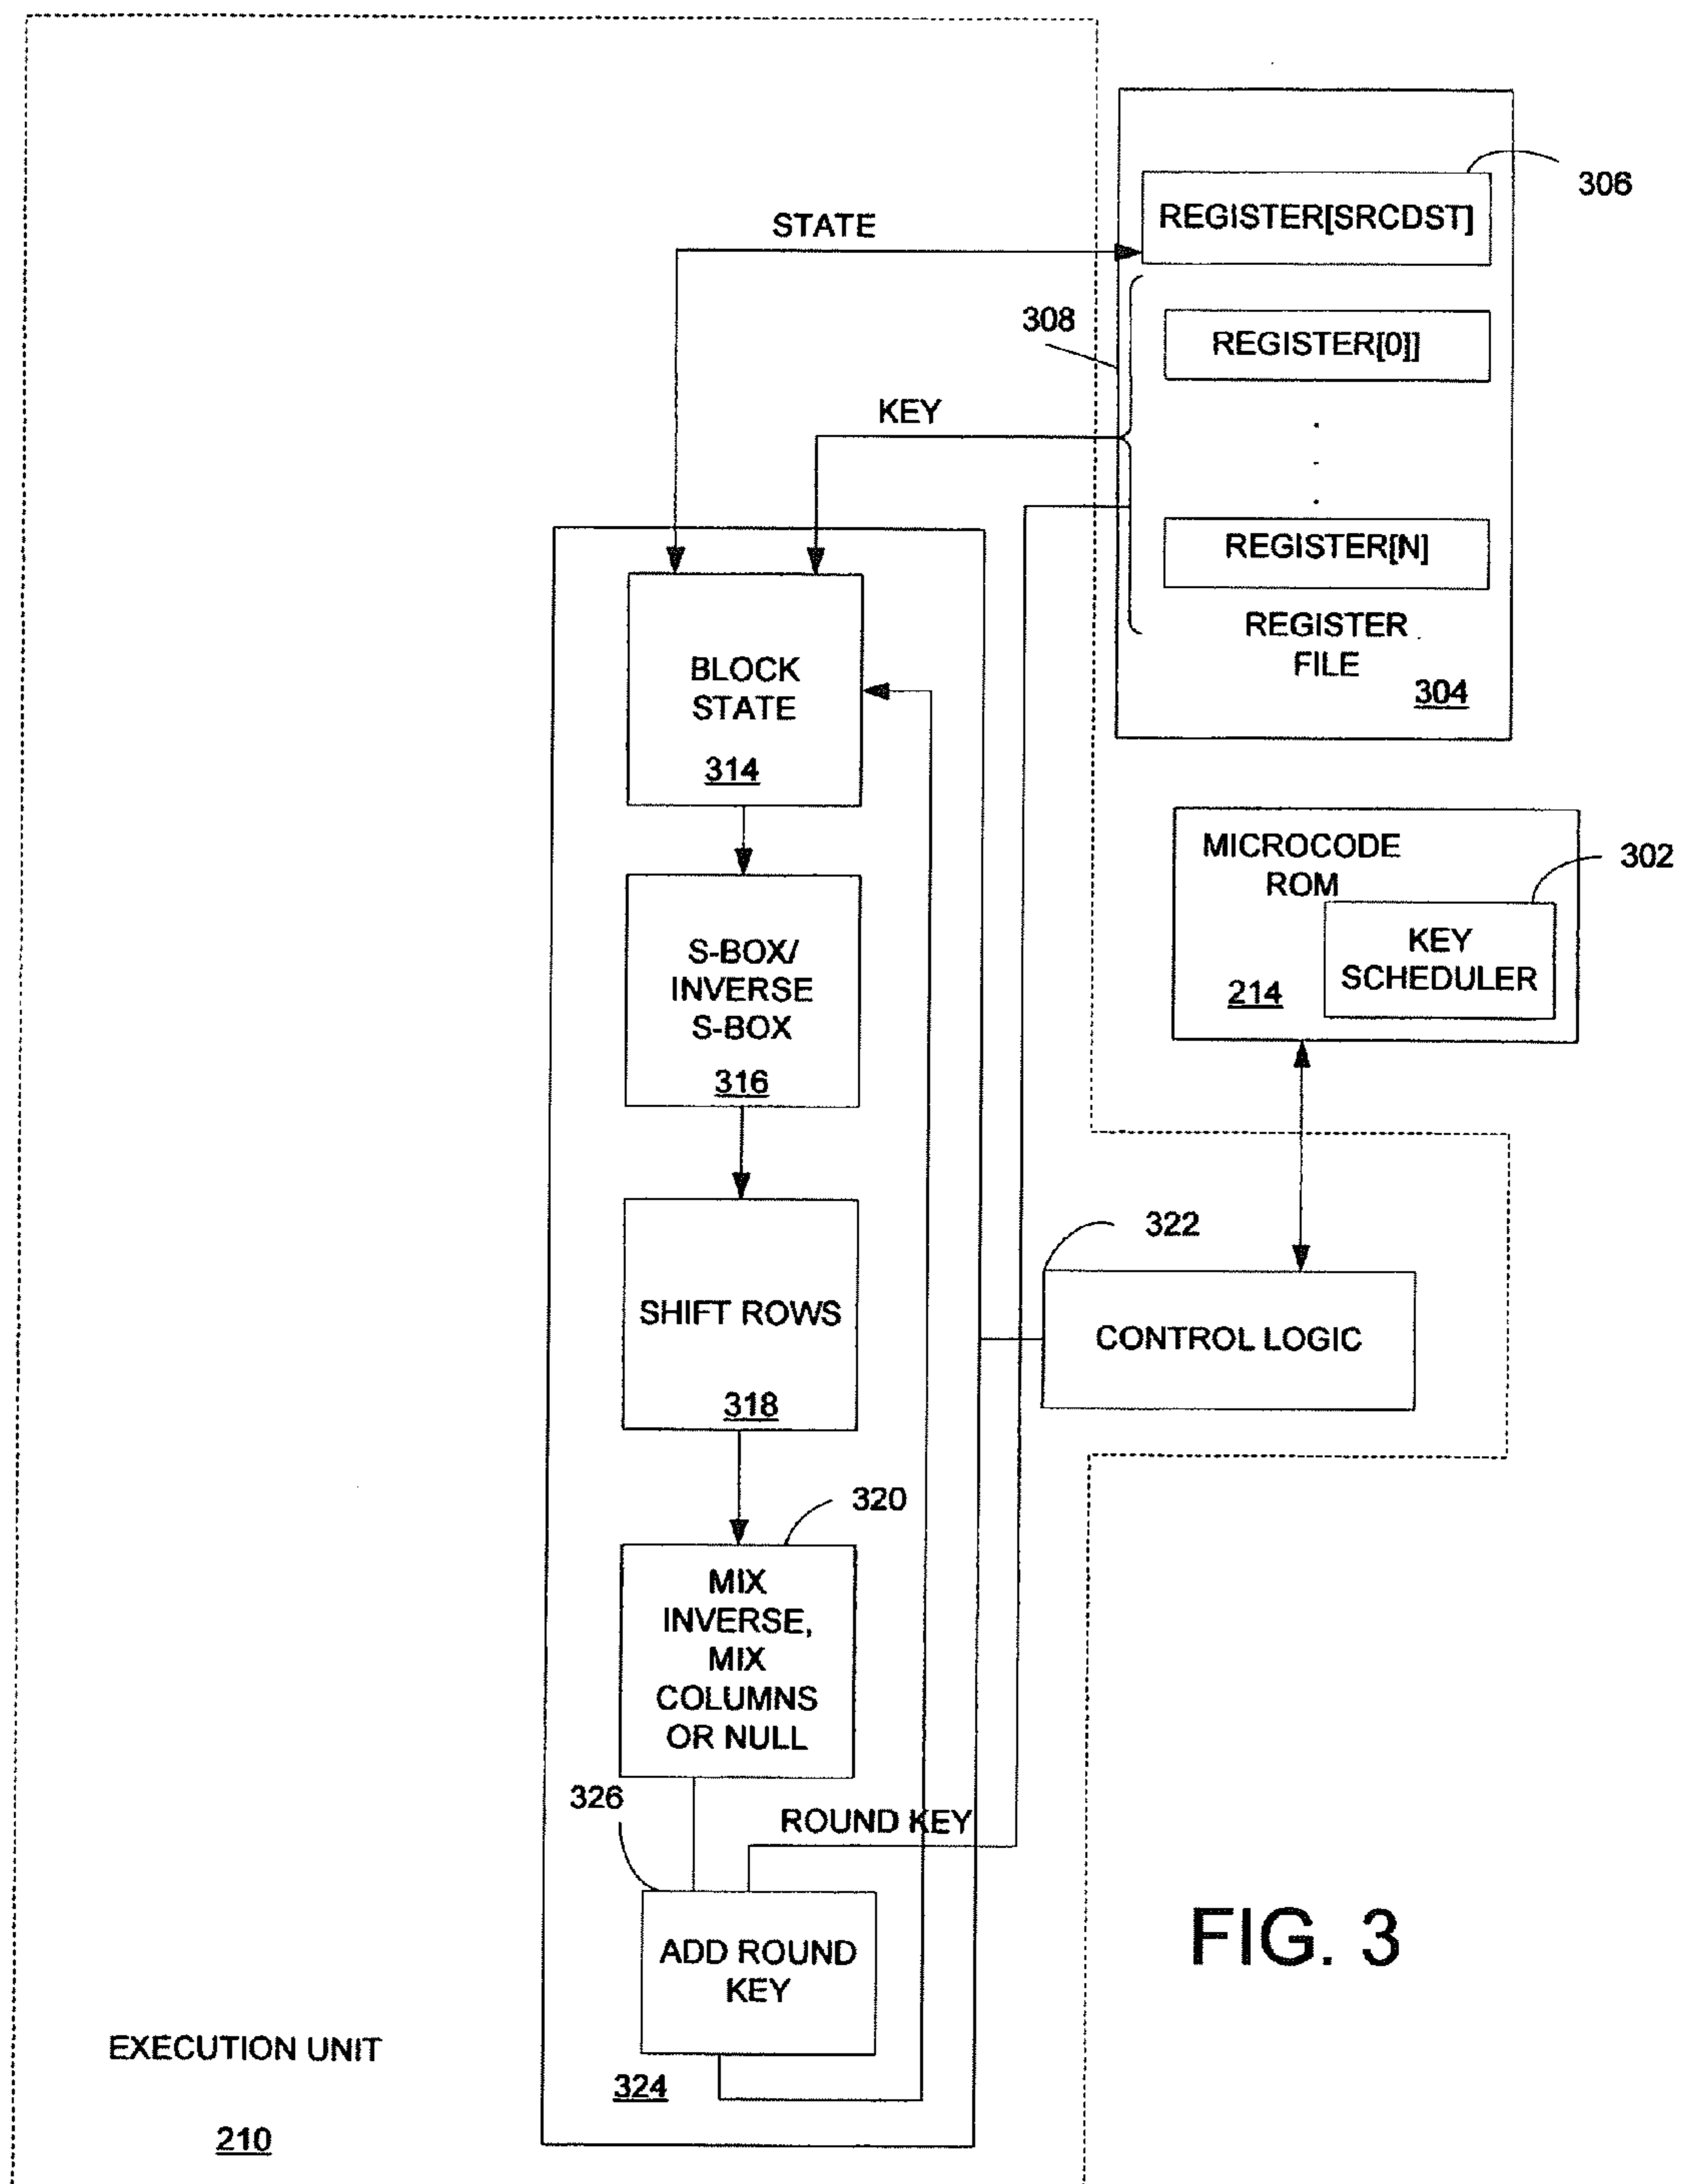 306
REGISTER[SRCDST]
STATE
308
REGISTER[0]]
KEY
REGISTER[N]
REGISTER
FILE
304
BLOCK
STATE
314
MICROCODE
ROM
302
KEY
SCHEDULER
214
S-BOX/
INVERSE
S-BOX
316
322
SHIFT ROWS
318
CONTROL LOGIC
320
MIX
INVERSE,
MIX
COLUMNS
OR NULL
326
ROUND KEY
ADD ROUND
KEY
324
FIG. 3
EXECUTION UNIT
210